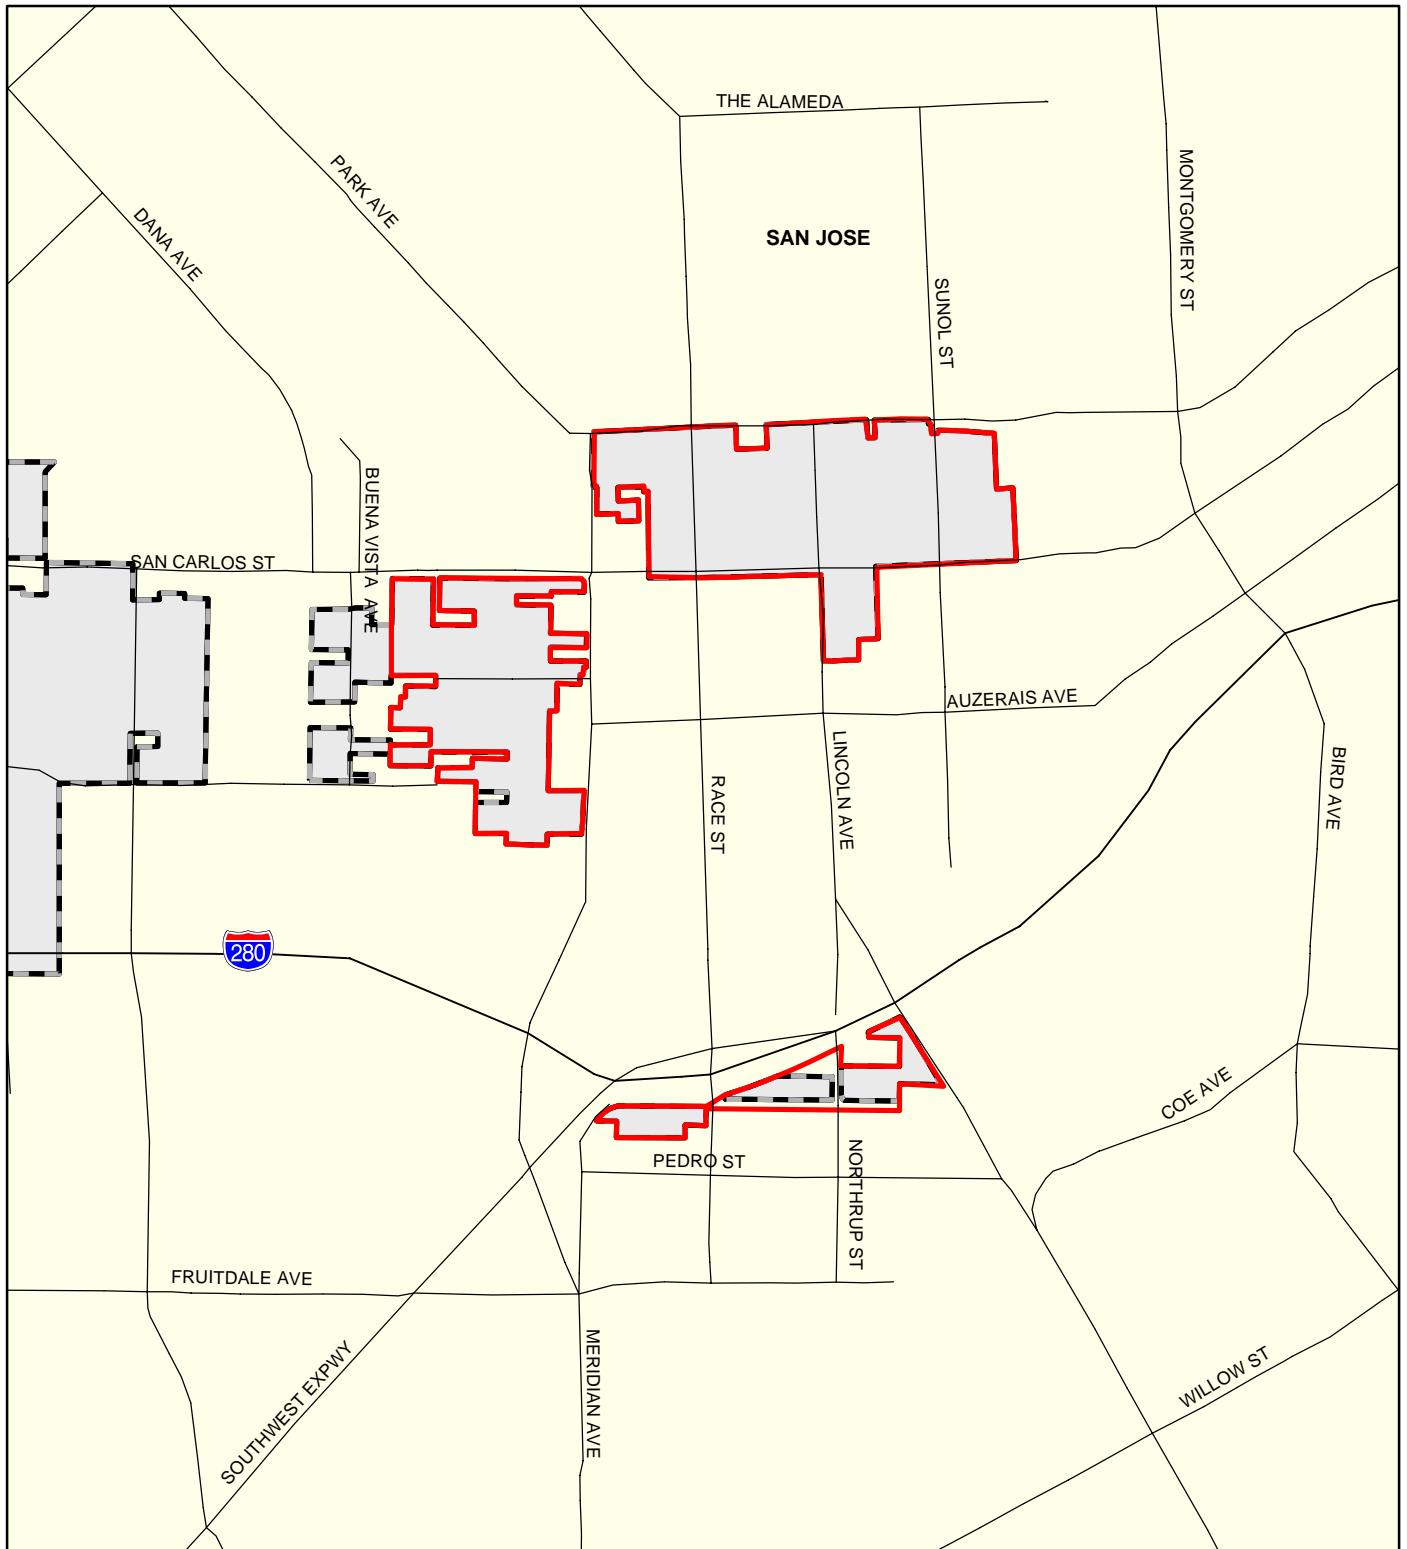 THE ALAMEDA
PARK AVE
MONTGOMERY ST
DANA AVE
SAN JOSE
SUNOL ST
BUENA VISTA AVE
SAN CARLOS ST
AUZERAIS AVE
LINCOLN AVE
BIRD AVE
RACE ST
280
COE AVE
PEDRO ST
NORTHRUP ST
FRUITDALE AVE
MERIDIAN AVE
SOUTHWEST EXPWY
WILLOW ST